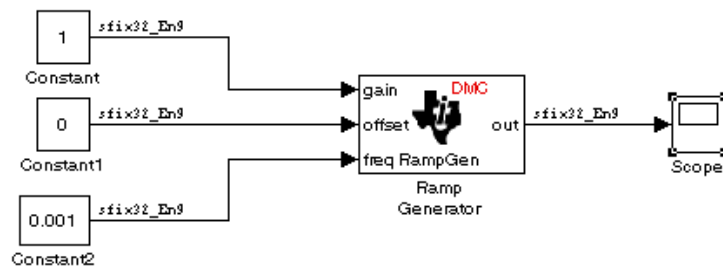 1
sfix32_En9
Constant
0
sfix32_En9
Constant1
0.001
sfix32_En9
Constant2
DMC
gain
offset
out
freq RampGen
Ramp
Generator
sfix32_En9
Scope